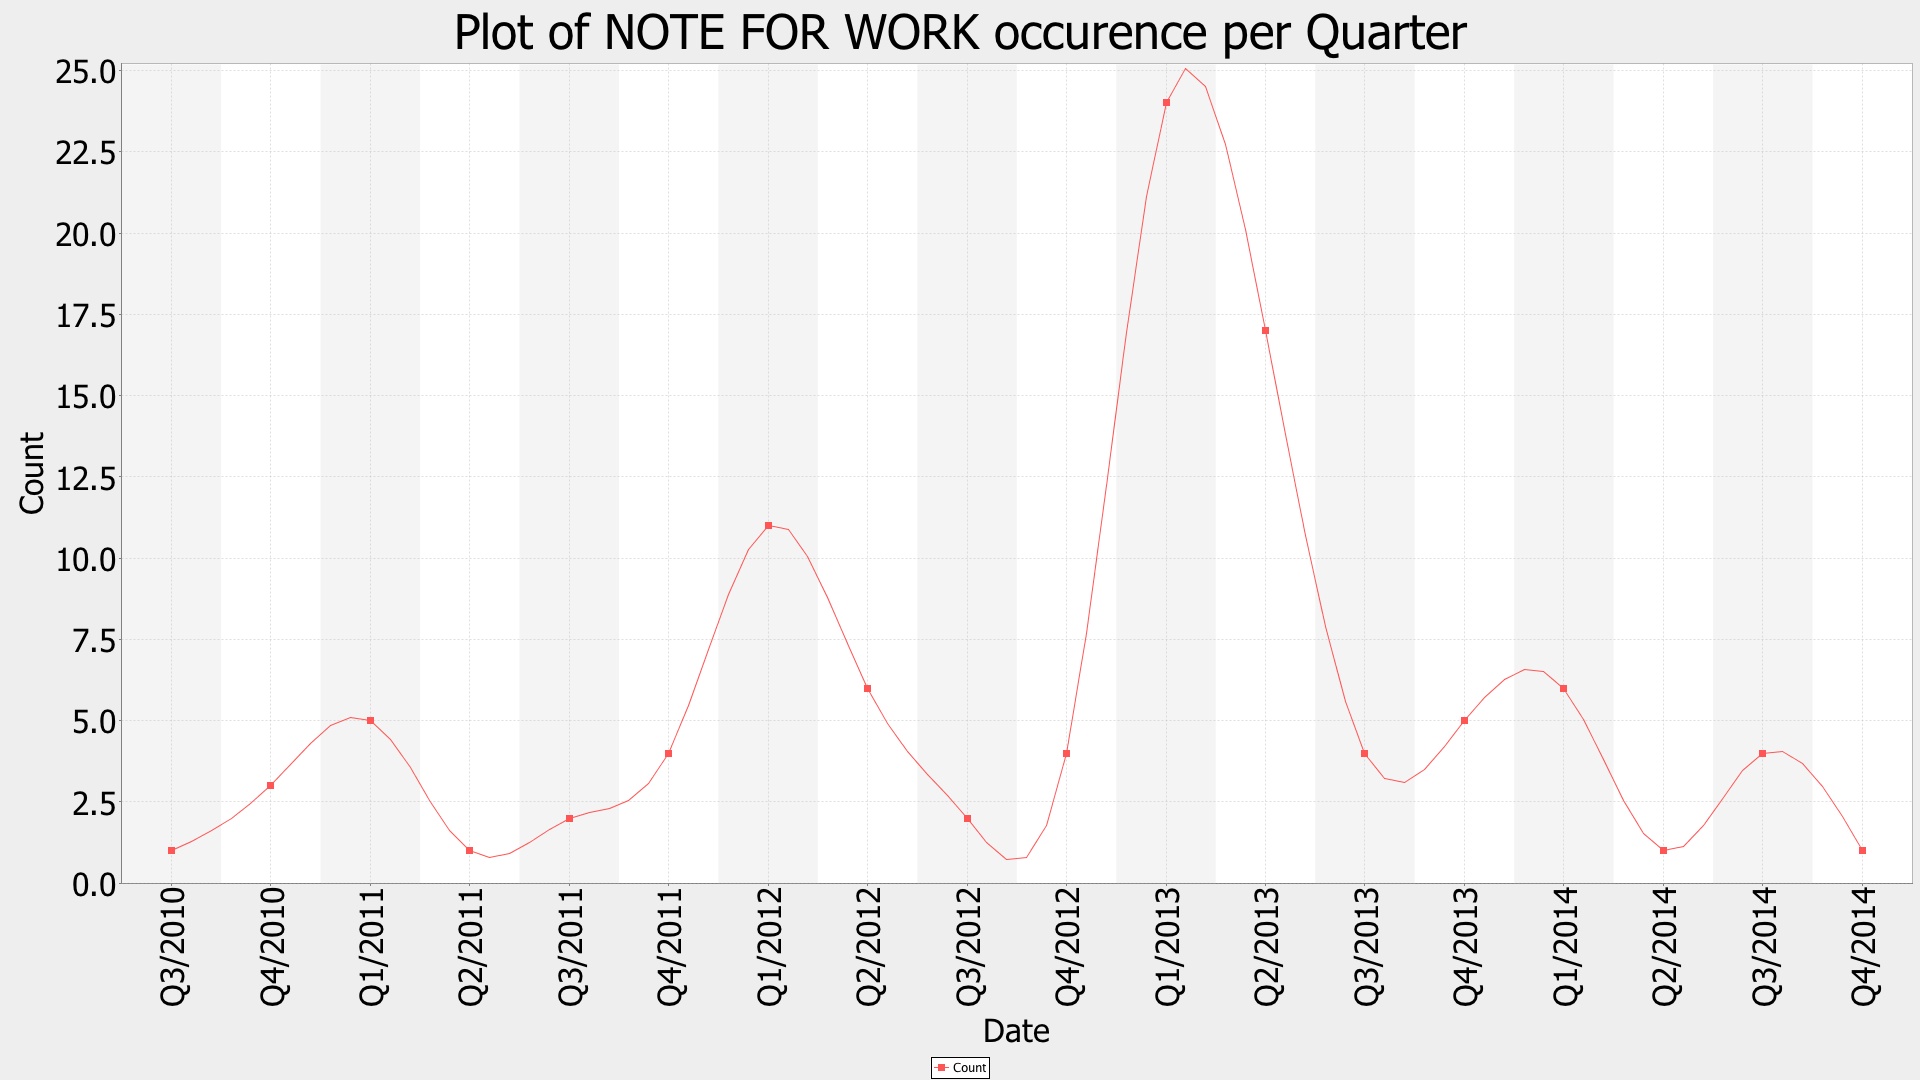 Plot of NOTE FOR WORK occurence per Quarter
25.0
22.5
20.0
17.5
15.0
12.5
10.0
7.5
5.0
2.5
0.0
Count
Q3/2010
Q4/2010
Q1/2011
Q2/2011
Q3/2011
Q4/2011
Q1/2012
Q2/2012
Q3/2012
Q4/2012
Q1/2013
Q2/2013
Q3/2013
Q4/2013
Q1/2014
Q2/2014
Q3/2014
Q4/2014
Date
Count